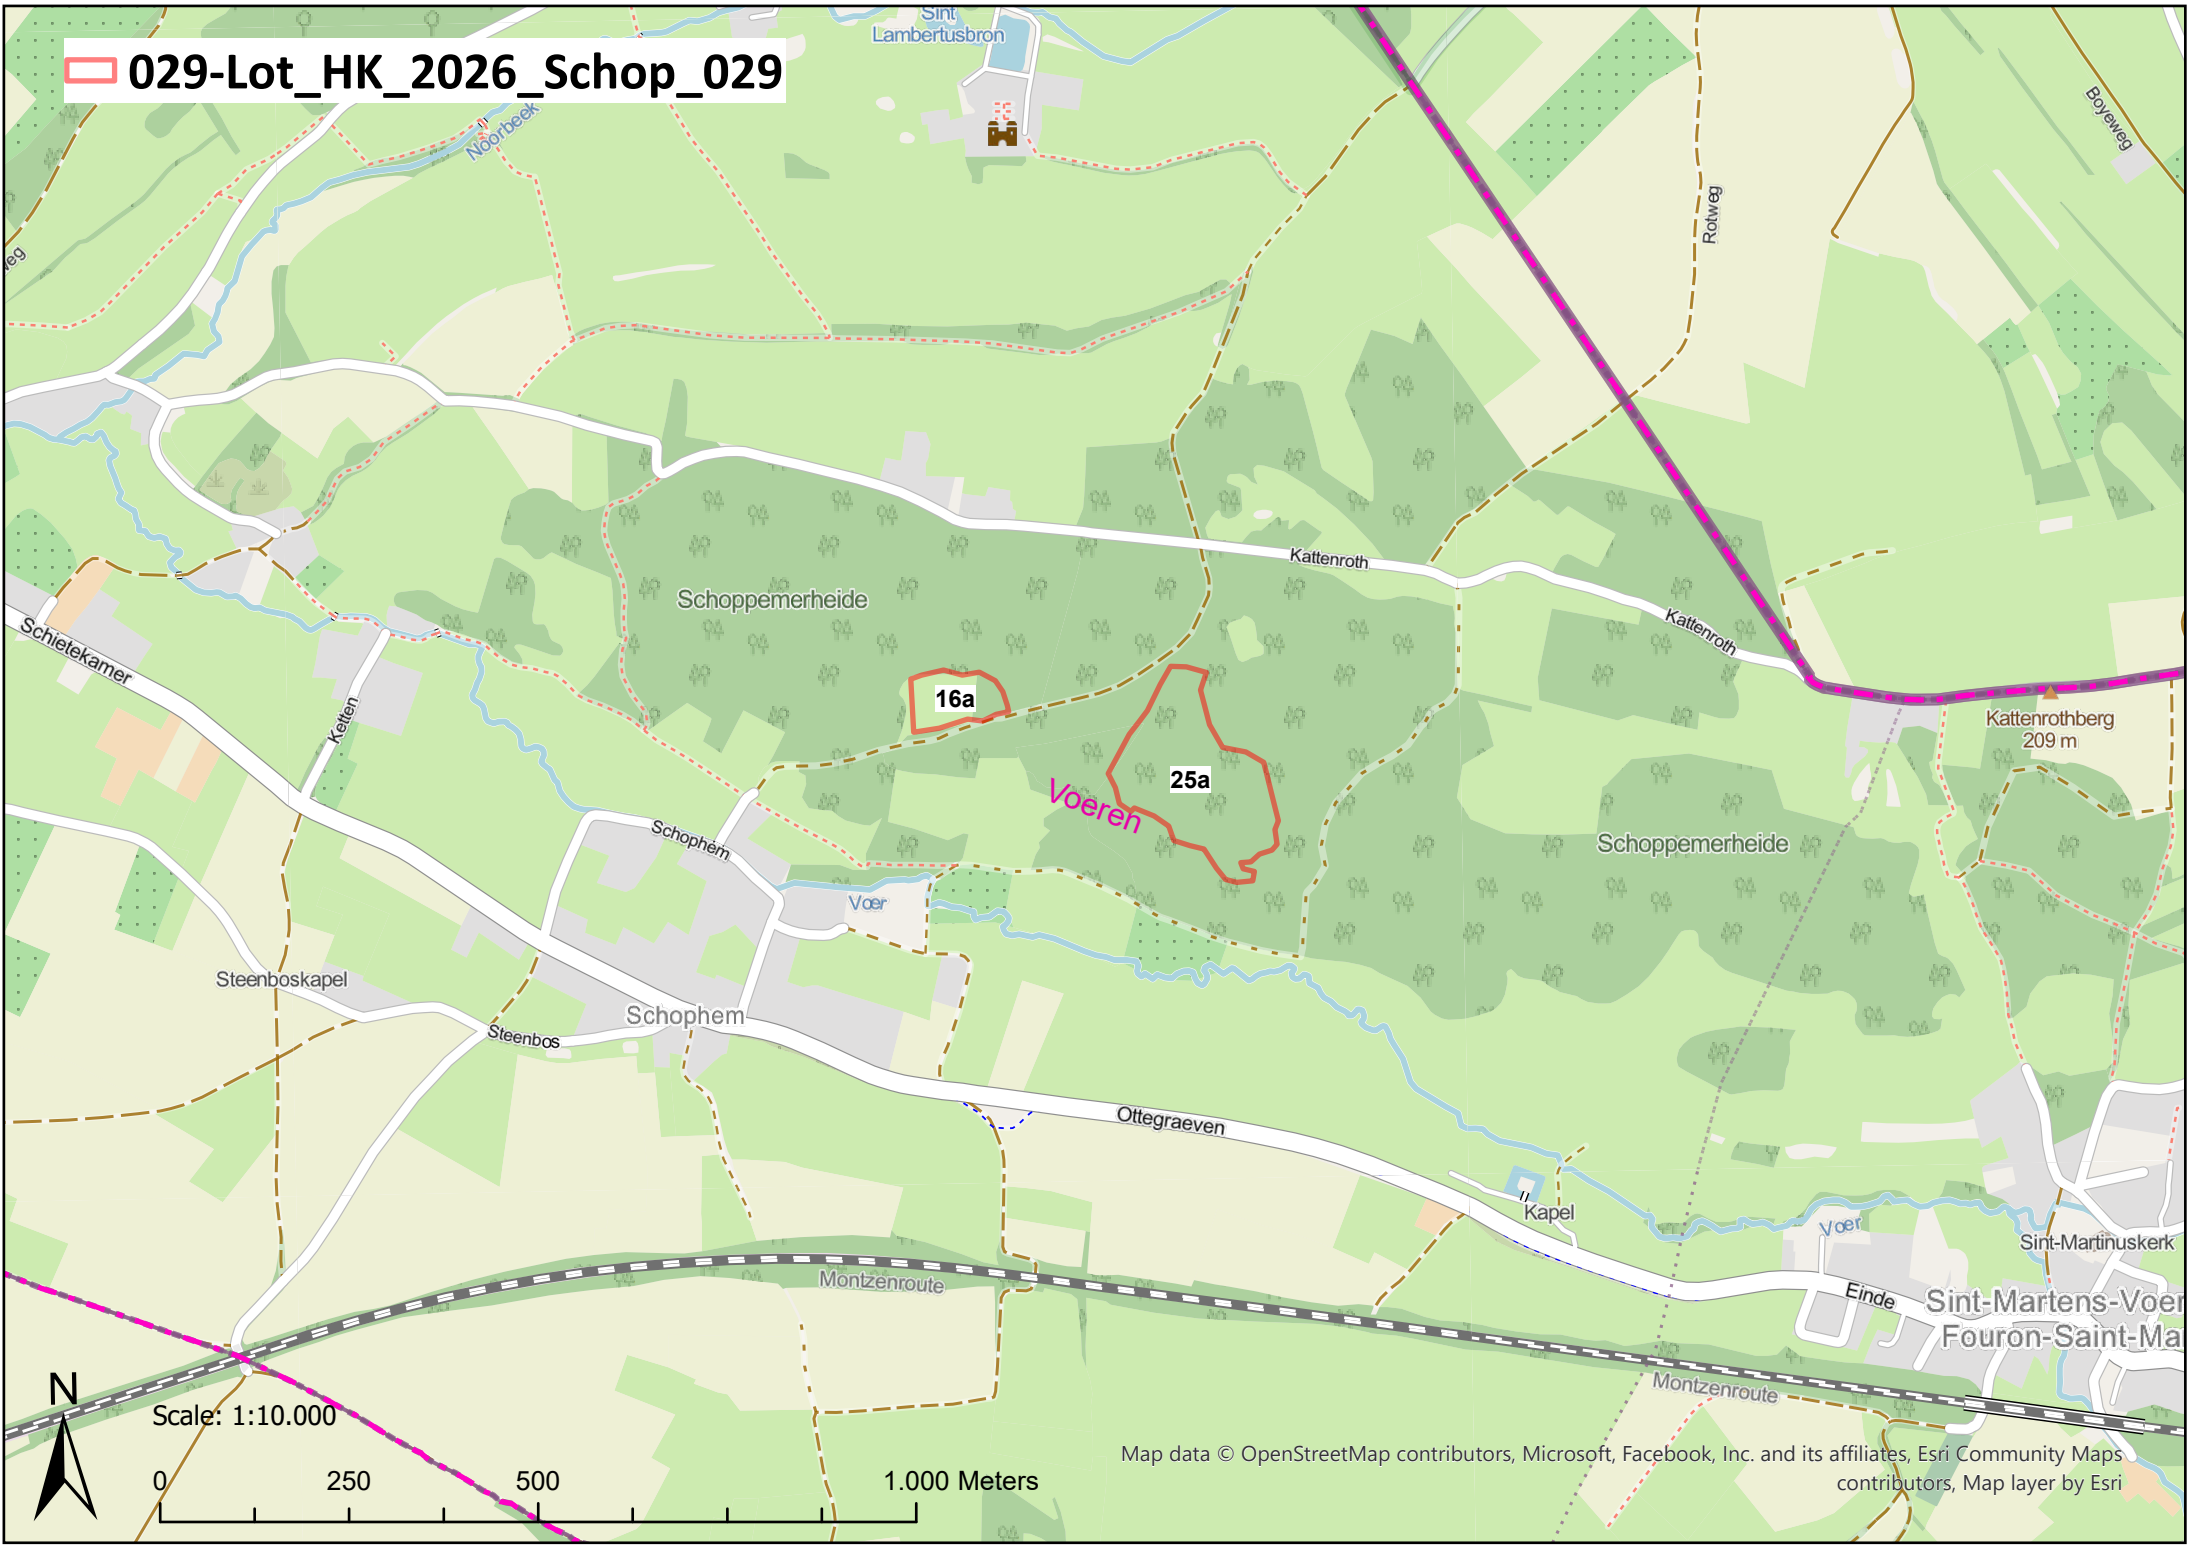 Sint
Lambertusbron
029-Lot_HK_2026_Schop_029
Noorbeek
Boyeweg
Rotweg
weg
Kattenroth
Schoppemerheide
Kattenroth
Schietekamer
Ketten
16a
Kattenrothberg
209 m
25a
Voeren
Schophem
Schoppemerheide
Voer
Steenboskapel
Schophem
Steenbos
Ottegraeven
Kapel
Voer
Sint-Martinuskerk
Montzenroute
Einde
Sint-Martens-Voer
Fouron-Saint-Ma
Montzenroute
N
Scale: 1:10.000
0 250 500 1.000 Meters
Map data © OpenStreetMap contributors, Microsoft, Facebook, Inc. and its affiliates, Esri Community Maps
contributors, Map layer by Esri